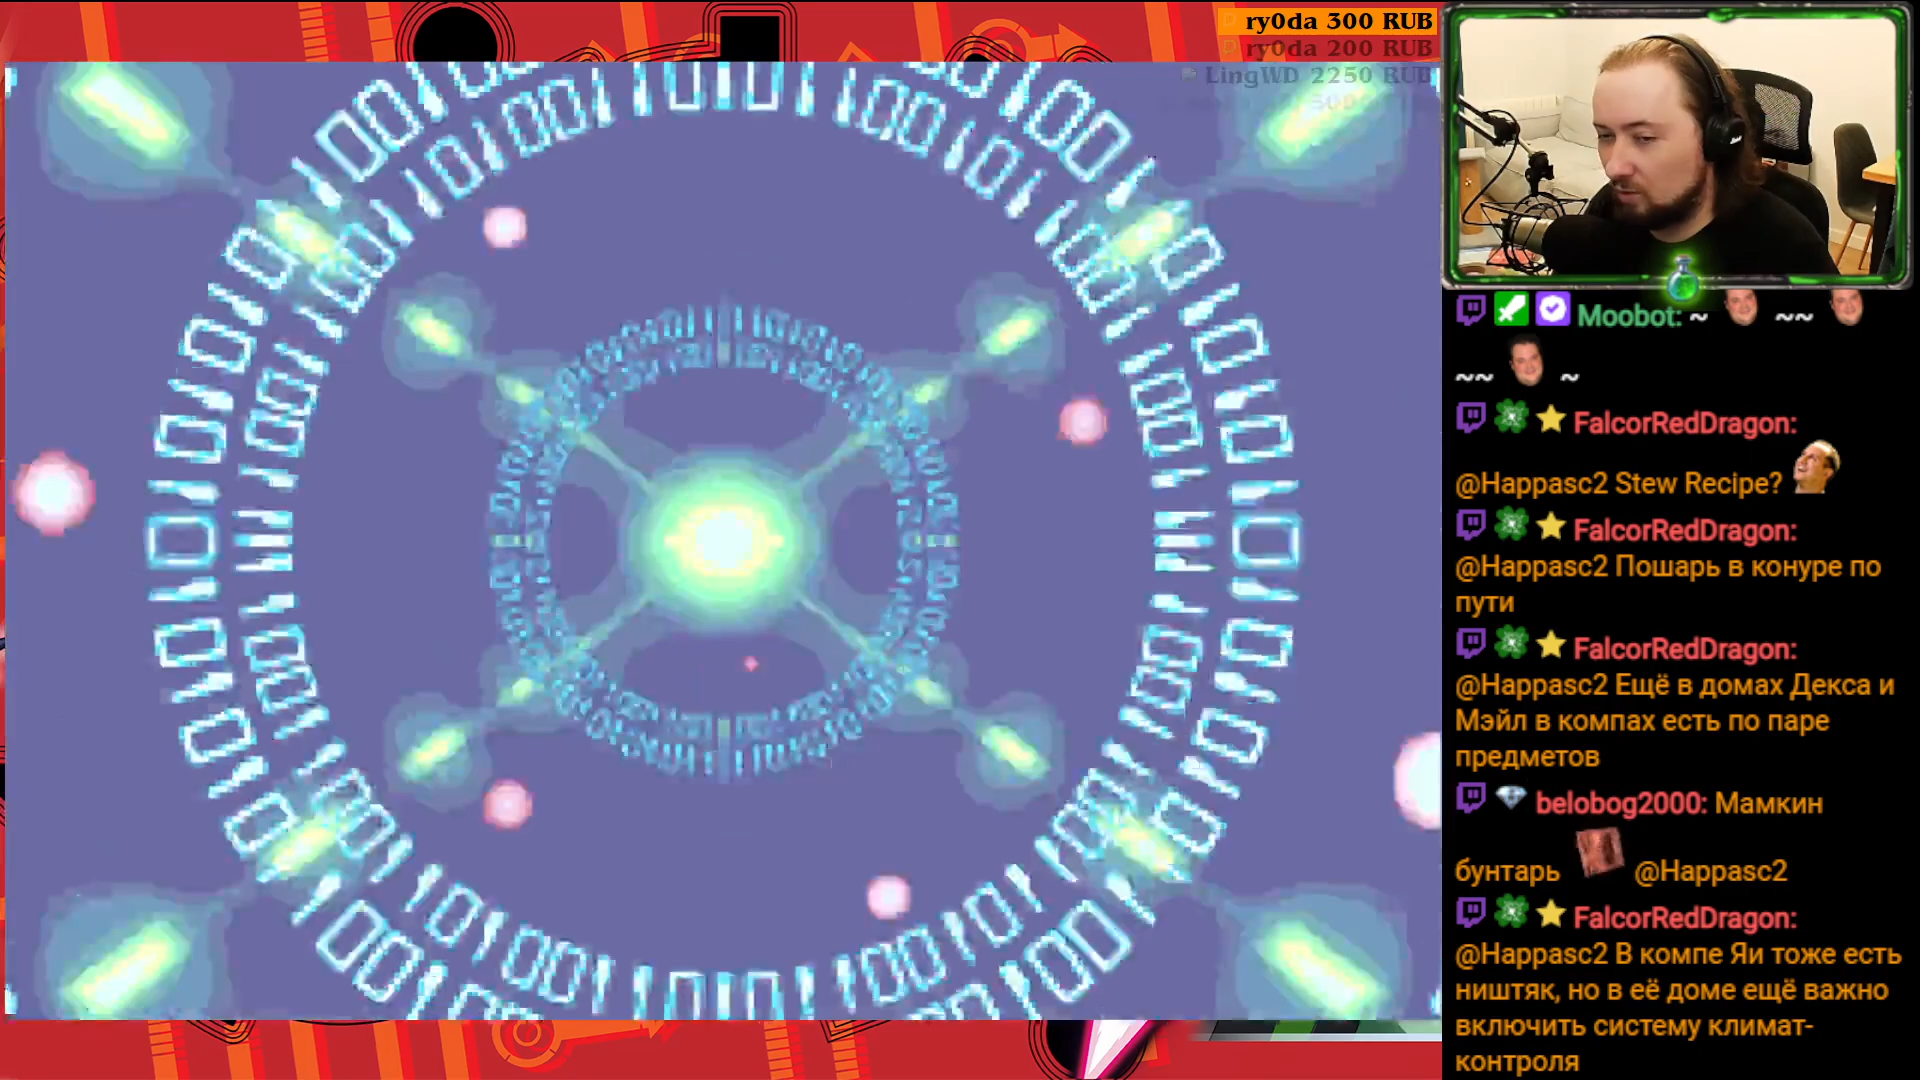 ry0da 300 RUB
ry0da 200 RUB
LingWD 2250 RUB
Moobot: ~ ~~
~~ ~
FalcorRedDragon:
@Happasc2 Stew Recipe?
FalcorRedDragon:
@Happasc2 Пошарь в конуре по
пути
FalcorRedDragon:
@Happasc2 Ещё в домах Декса и
Мэйл в компах есть по паре
предметов
belobog2000: Мамкин
бунтарь @Happasc2
FalcorRedDragon:
@Happasc2 В компе Яи тоже есть
ништяк, но в её доме ещё важно
включить систему климат-
контроля